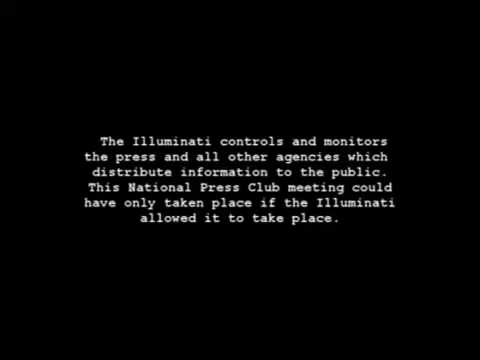 The Illuminati controls and monitors
the press and all other agencies which
distribute information to the public.
This National Press Club meeting could
have only taken place if the Illuminati
allowed it to take place.